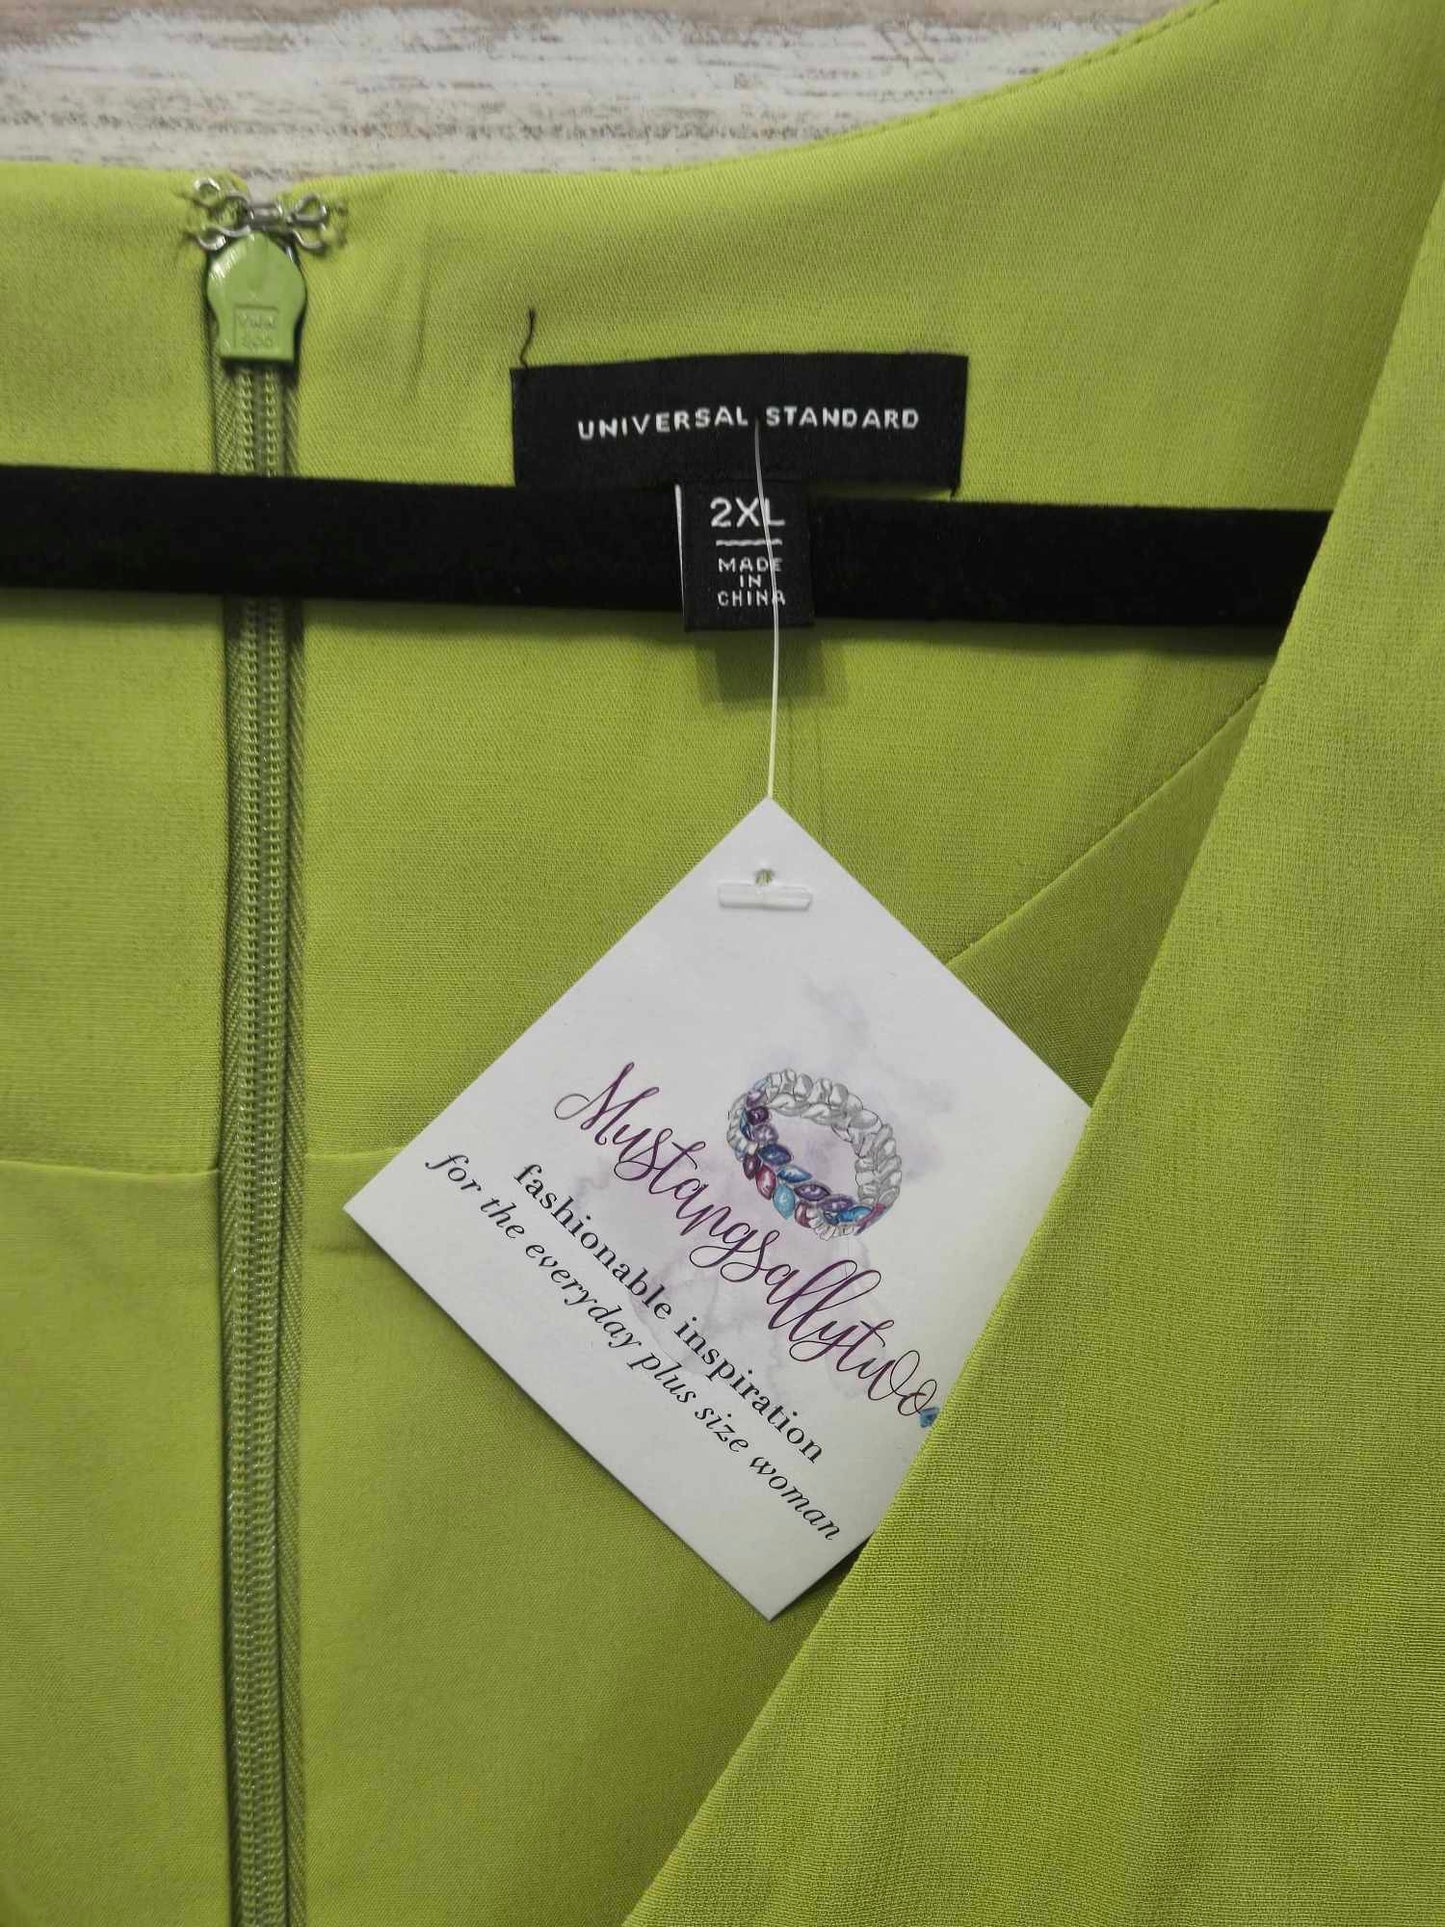 UNIVERSAL STANDARD
2XL
MADE
IN
CHINA
Mustangsallytwo
fashionable inspiration
for the everyday plus size woman